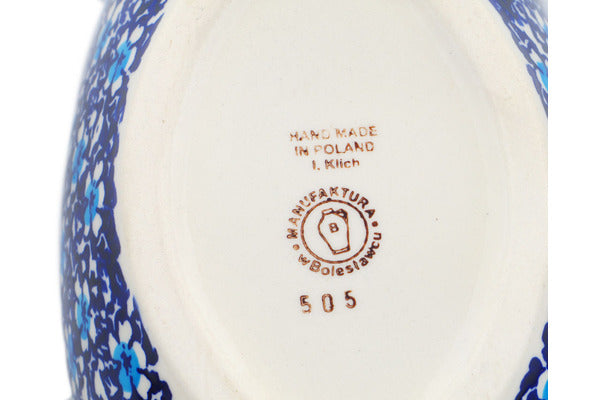 HAND MADE
IN POLAND
I. Klich
MANUFAKTURA
B
w Bolesławcu
505